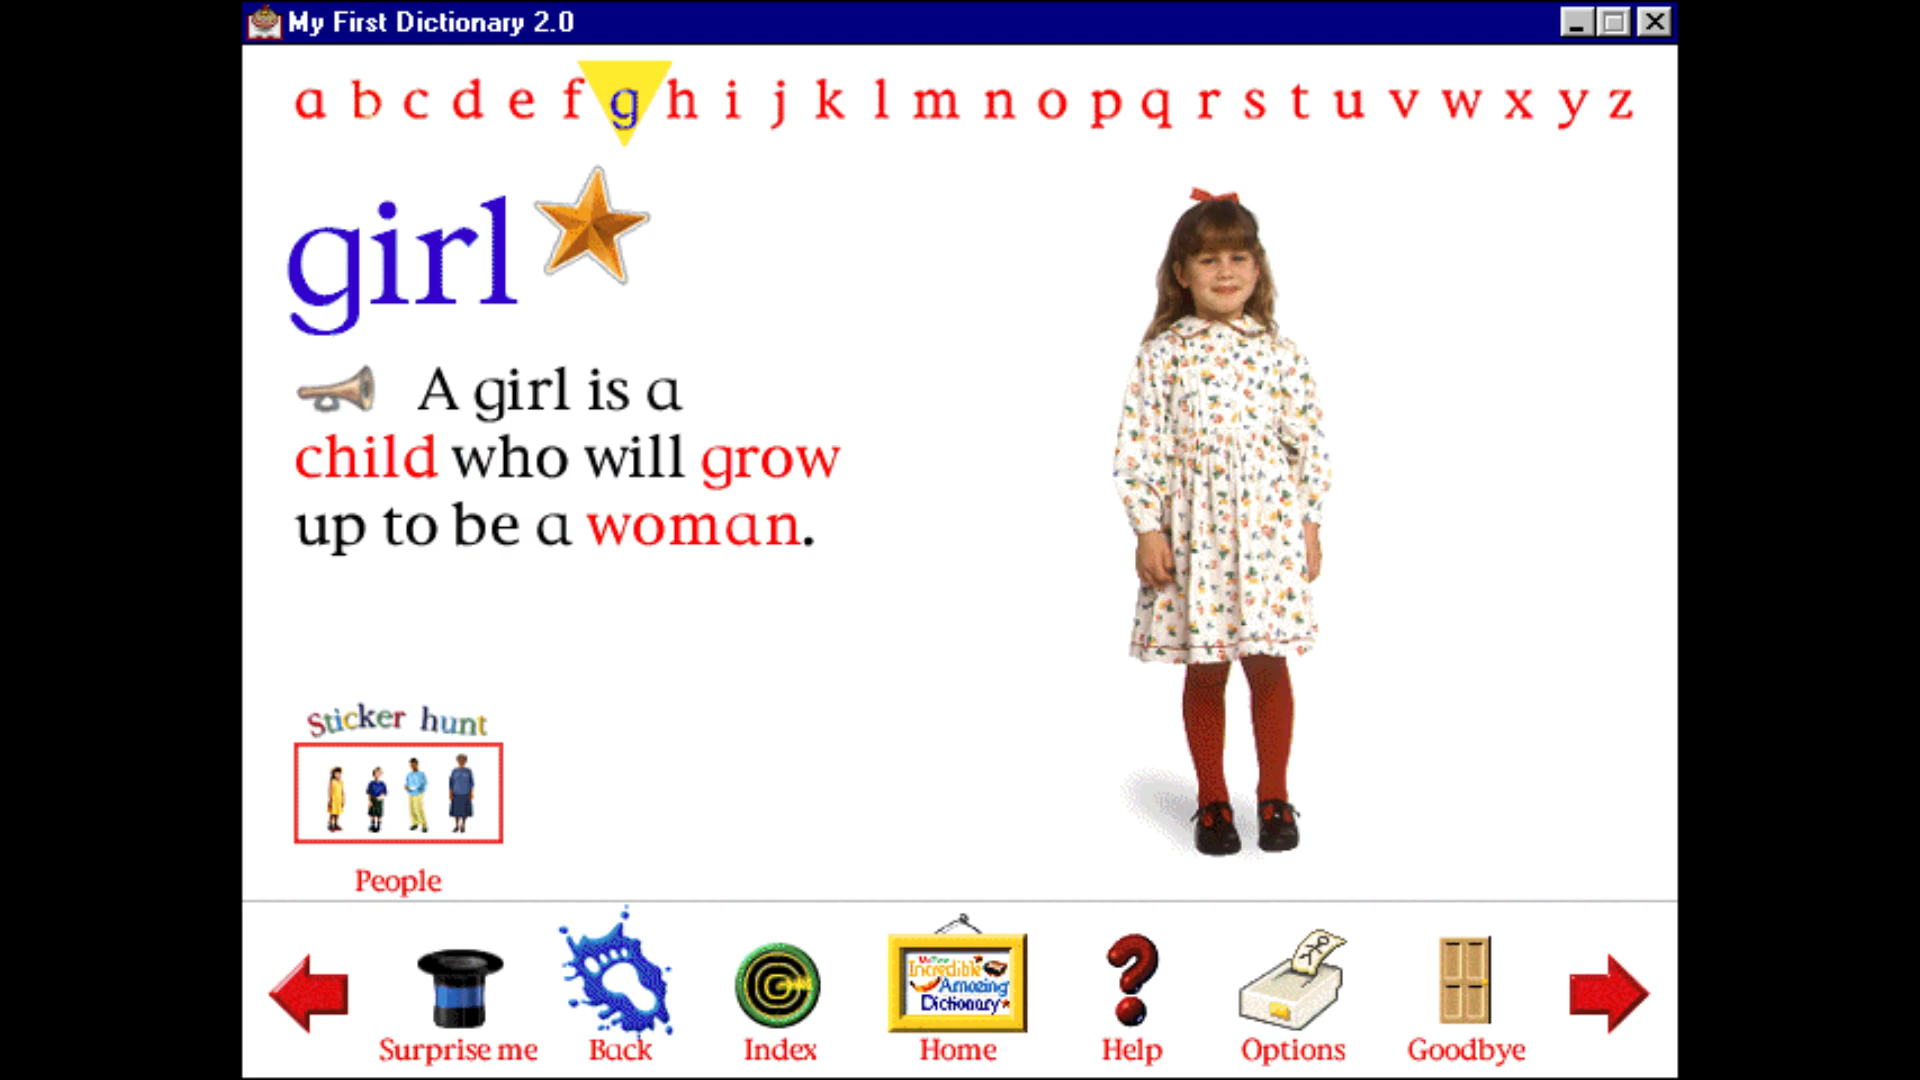 My First Dictionary 2.0
a b c d e f g h i j k l m n o p q r s t u v w x y z
girl
A girl is a
child who will grow
up to be a woman.
Sticker hunt
People
Incredible
Amazing
Dictionary
Surprise me
Back
Index
Home
Help
Options
Goodbye